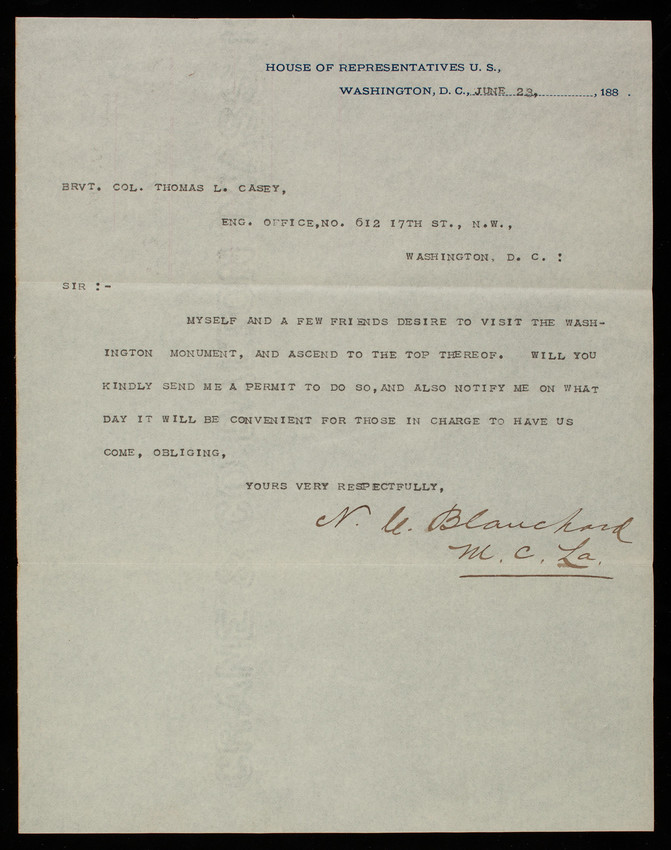 HOUSE OF REPRESENTATIVES U. S.,
WASHINGTON, D. C., JUNE 23, , 188 .
BRVT. COL. THOMAS L. CASEY,
ENG. OFFICE,NO. 612 17TH ST., N.W.,
WASHINGTON, D. C. :
SIR :-
MYSELF AND A FEW FRIENDS DESIRE TO VISIT THE WASH-
INGTON MONUMENT, AND ASCEND TO THE TOP THEREOF. WILL YOU
KINDLY SEND ME A PERMIT TO DO SO,AND ALSO NOTIFY ME ON WHAT
DAY IT WILL BE CONVENIENT FOR THOSE IN CHARGE TO HAVE US
COME, OBLIGING,
YOURS VERY RESPECTFULLY,
N. C. Blanchard
M. C. La.